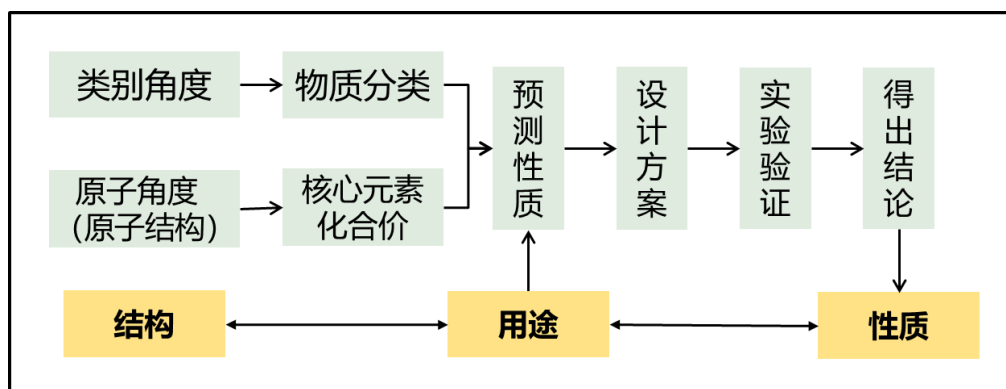 类别角度
物质分类
原子角度
（原子结构）
核心元素
化合价
预测性质
设计方案
实验验证
得出结论
结构
用途
性质